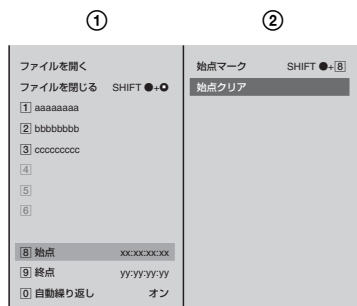 ① ②
ファイルを開く
ファイルを閉じる SHIFT ●+⏺
1 aaaaaaaa
2 bbbbbbbb
3 ccccccccc
4
5
6
8 始点 xx:xx:xx:xx
9 終点 yy:yy:yy:yy
0 自動繰り返し オン
始点マーク SHIFT ●+8
始点クリア